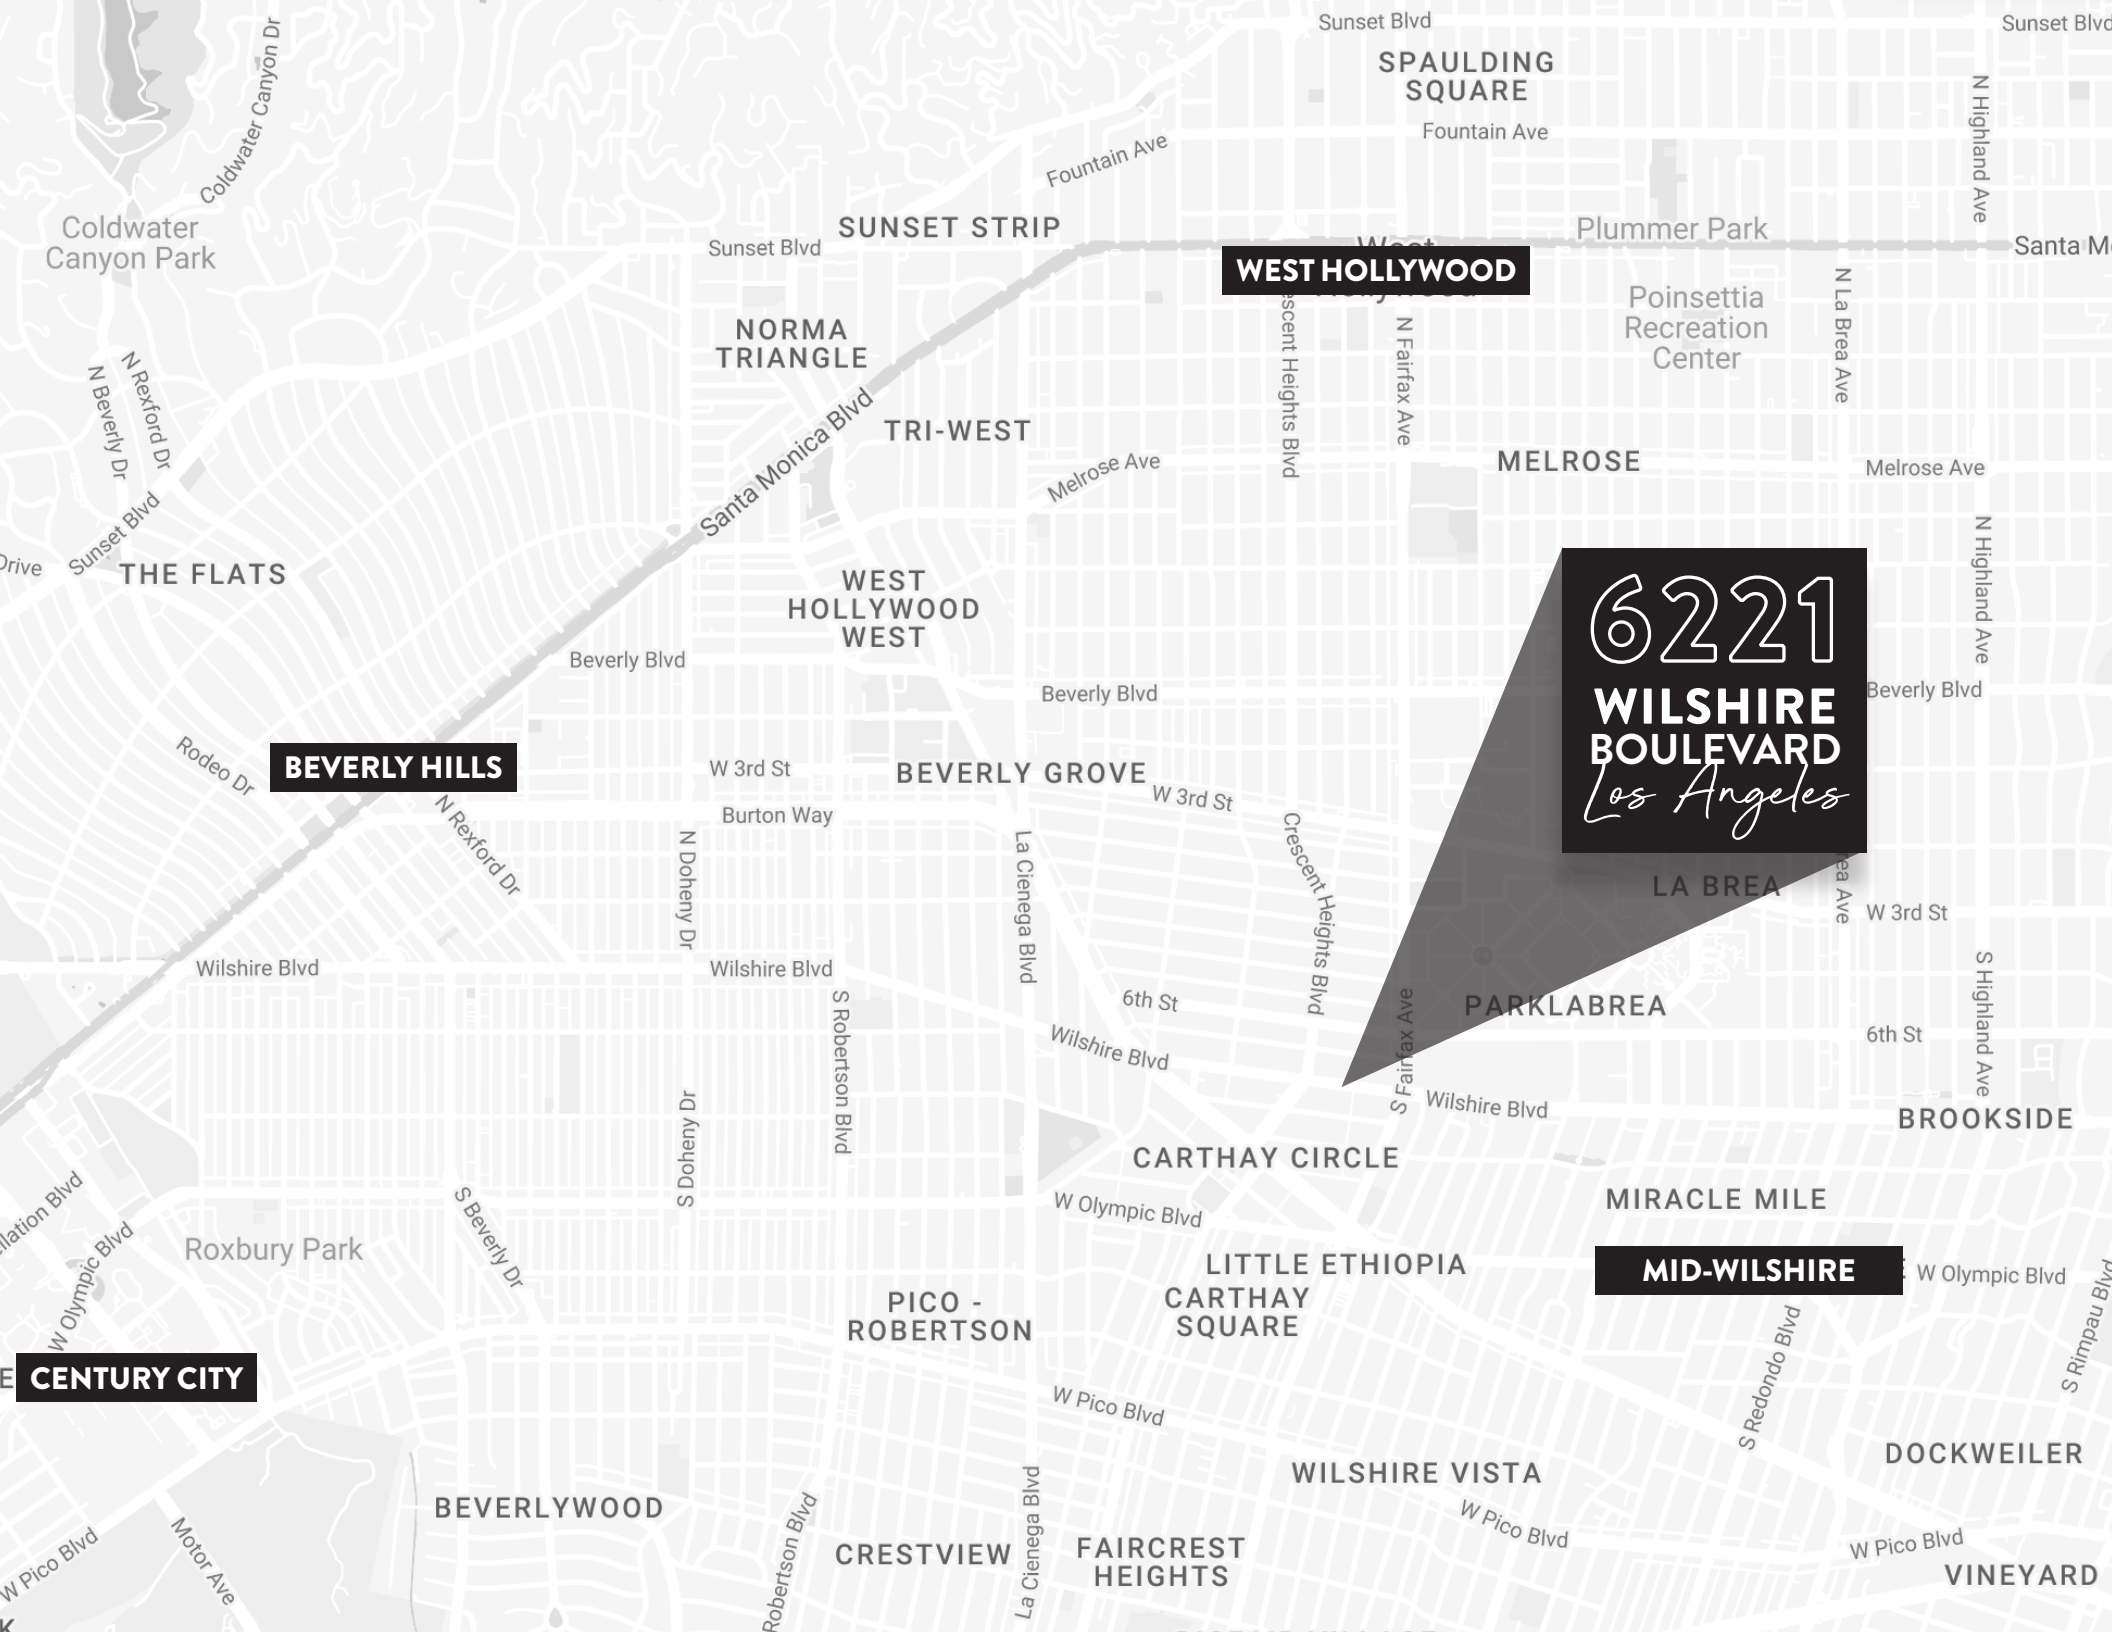 Sunset Blvd
Sunset Blvd
SPAULDING
SQUARE
Coldwater Canyon Dr
N Highland Ave
Fountain Ave
Fountain Ave
Coldwater
Canyon Park
SUNSET STRIP
Sunset Blvd
Plummer Park
Santa M
West
WEST HOLLYWOOD
Poinsettia
Recreation
Center
N La Brea Ave
NORMA
TRIANGLE
Crescent Heights Blvd
N Fairfax Ave
N Rexford Dr
N Beverly Dr
Santa Monica Blvd
TRI-WEST
Melrose Ave
MELROSE
Melrose Ave
Sunset Blvd
Drive
THE FLATS
N Highland Ave
WEST
HOLLYWOOD
WEST
6221
WILSHIRE
BOULEVARD
Los Angeles
Beverly Blvd
Beverly Blvd
Beverly Blvd
Rodeo Dr
BEVERLY HILLS
W 3rd St
BEVERLY GROVE
W 3rd St
Burton Way
N Rexford Dr
N Doheny Dr
La Cienega Blvd
Crescent Heights Blvd
LA BREA
ea Ave
W 3rd St
Wilshire Blvd
Wilshire Blvd
S Highland Ave
6th St
PARKLABREA
S Robertson Blvd
Wilshire Blvd
S Fairfax Ave
6th St
Wilshire Blvd
BROOKSIDE
S Doheny Dr
CARTHAY CIRCLE
MIRACLE MILE
W Olympic Blvd
S Beverly Dr
Roxbury Park
llation Blvd
W Olympic Blvd
LITTLE ETHIOPIA
MID-WILSHIRE
W Olympic Blvd
CARTHAY
SQUARE
PICO -
ROBERTSON
S Redondo Blvd
S Rimpau Blvd
E
CENTURY CITY
W Pico Blvd
WILSHIRE VISTA
DOCKWEILER
BEVERLYWOOD
W Pico Blvd
W Pico Blvd
Motor Ave
W Pico Blvd
Robertson Blvd
CRESTVIEW
La Cienega Blvd
FAIRCREST
HEIGHTS
VINEYARD
K